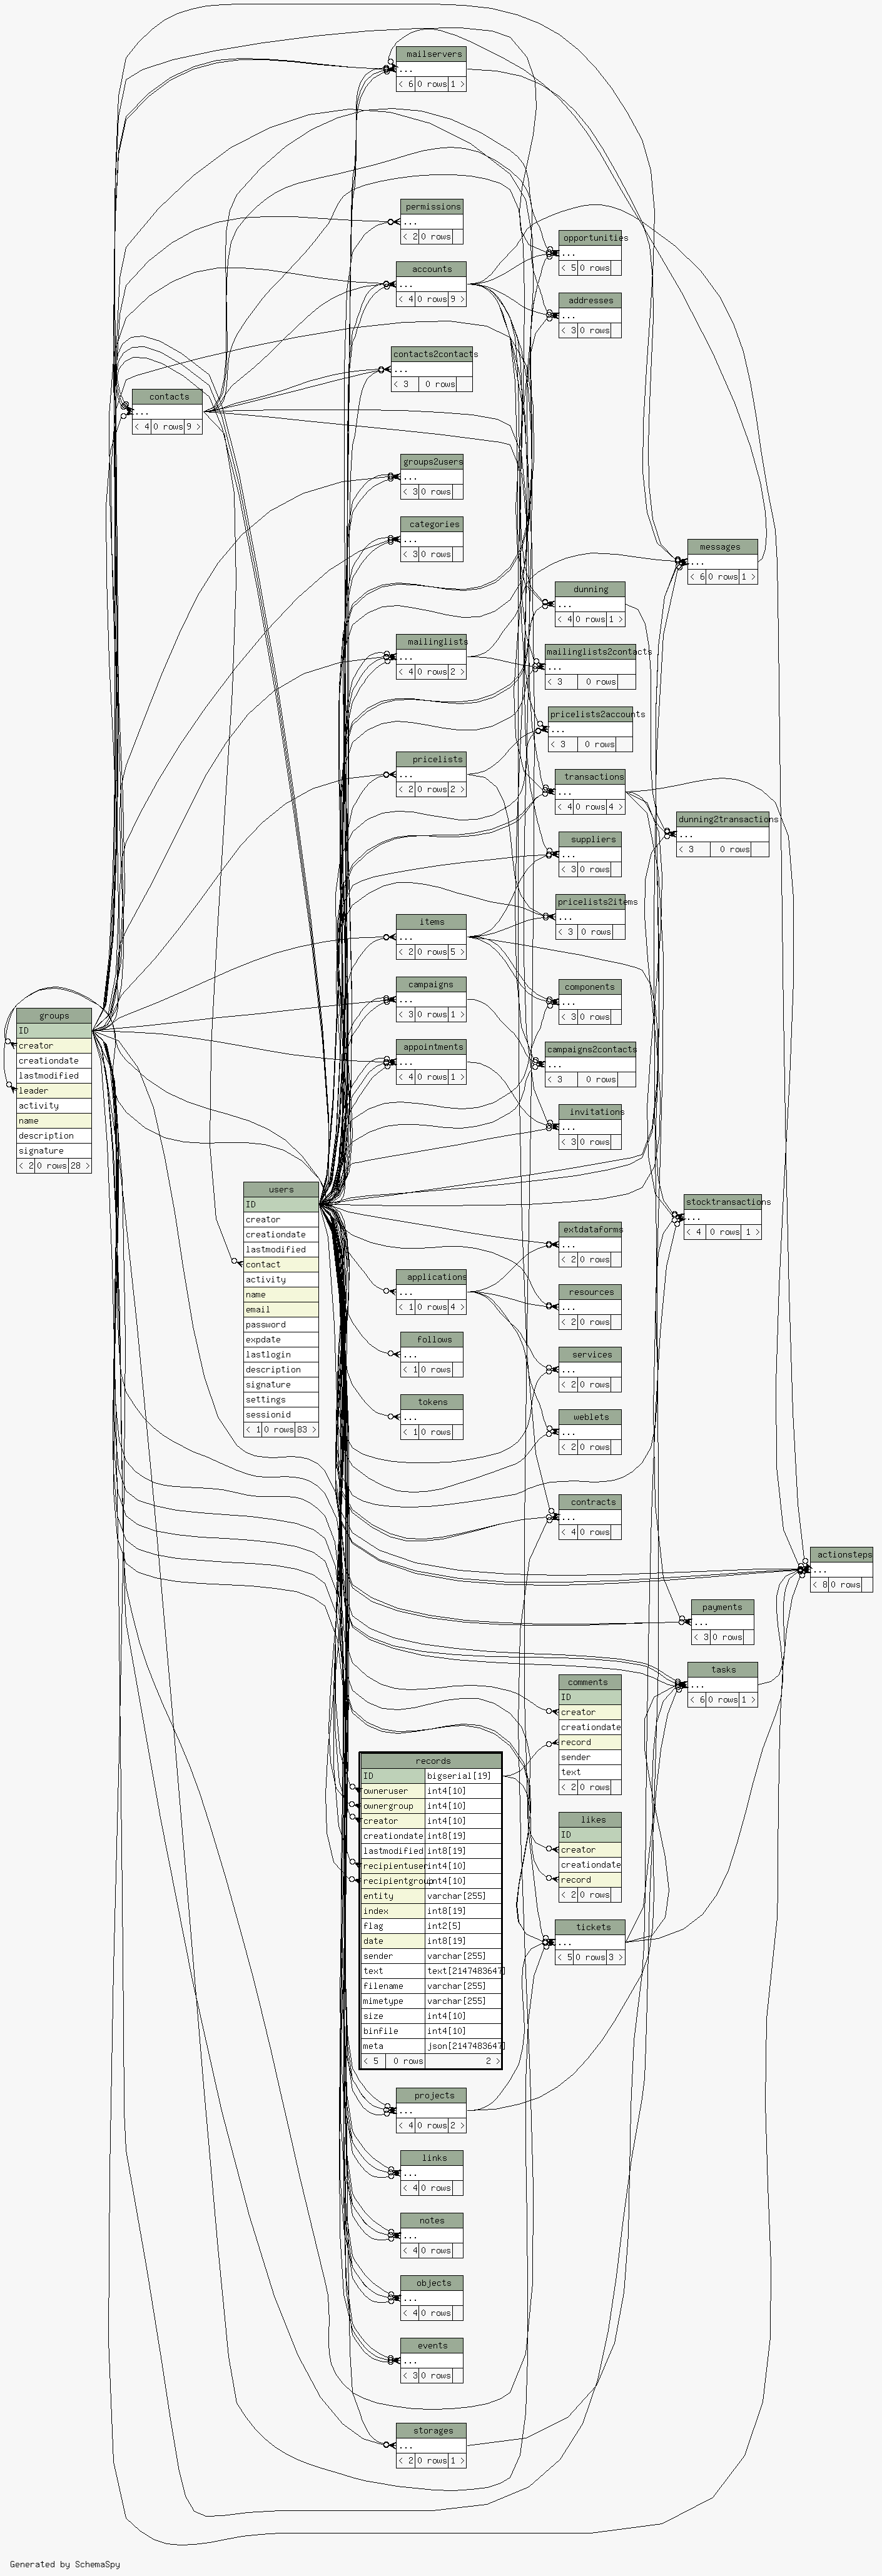 mailservers
...
< 6 0 rows 1 >
permissions
...
< 2 0 rows
accounts
...
< 4 0 rows 9 >
opportunities
...
< 5 0 rows
addresses
...
< 3 0 rows
contacts2contacts
...
< 3 0 rows
contacts
...
< 4 0 rows 9 >
groups2users
...
< 3 0 rows
categories
...
< 3 0 rows
messages
...
< 6 0 rows 1 >
dunning
...
< 4 0 rows 1 >
mailinglists
...
< 4 0 rows 2 >
mailinglists2contacts
...
< 3 0 rows
pricelists2accounts
...
< 3 0 rows
pricelists
...
< 2 0 rows 2 >
transactions
...
< 4 0 rows 4 >
dunning2transactions
...
< 3 0 rows
suppliers
...
< 3 0 rows
pricelists2items
...
< 3 0 rows
items
...
< 2 0 rows 5 >
campaigns
...
< 3 0 rows 1 >
components
...
< 3 0 rows
groups
ID
creator
creationdate
lastmodified
leader
activity
name
description
signature
< 2 0 rows 28 >
appointments
...
< 4 0 rows 1 >
campaigns2contacts
...
< 3 0 rows
invitations
...
< 3 0 rows
users
ID
creator
creationdate
lastmodified
contact
activity
name
email
password
expdate
lastlogin
description
signature
settings
sessionid
< 1 0 rows 83 >
stocktransactions
...
< 4 0 rows 1 >
extdataforms
...
< 2 0 rows
applications
...
< 1 0 rows 4 >
resources
...
< 2 0 rows
follows
...
< 1 0 rows
services
...
< 2 0 rows
tokens
...
< 1 0 rows
weblets
...
< 2 0 rows
contracts
...
< 4 0 rows
actionsteps
...
< 8 0 rows
payments
...
< 3 0 rows
tasks
...
< 6 0 rows 1 >
comments
ID
creator
creationdate
record
sender
text
< 2 0 rows
records
ID bigserial[19]
owneruser int4[10]
ownergroup int4[10]
creator int4[10]
creationdate int8[19]
lastmodified int8[19]
recipientuser int4[10]
recipientgroup int4[10]
entity varchar[255]
index int8[19]
flag int2[5]
date int8[19]
sender varchar[255]
text text[2147483647]
filename varchar[255]
mimetype varchar[255]
size int4[10]
binfile int4[10]
meta json[2147483647]
< 5 0 rows 2 >
likes
ID
creator
creationdate
record
< 2 0 rows
tickets
...
< 5 0 rows 3 >
projects
...
< 4 0 rows 2 >
links
...
< 4 0 rows
notes
...
< 4 0 rows
objects
...
< 4 0 rows
events
...
< 3 0 rows
storages
...
< 2 0 rows 1 >
Generated by SchemaSpy